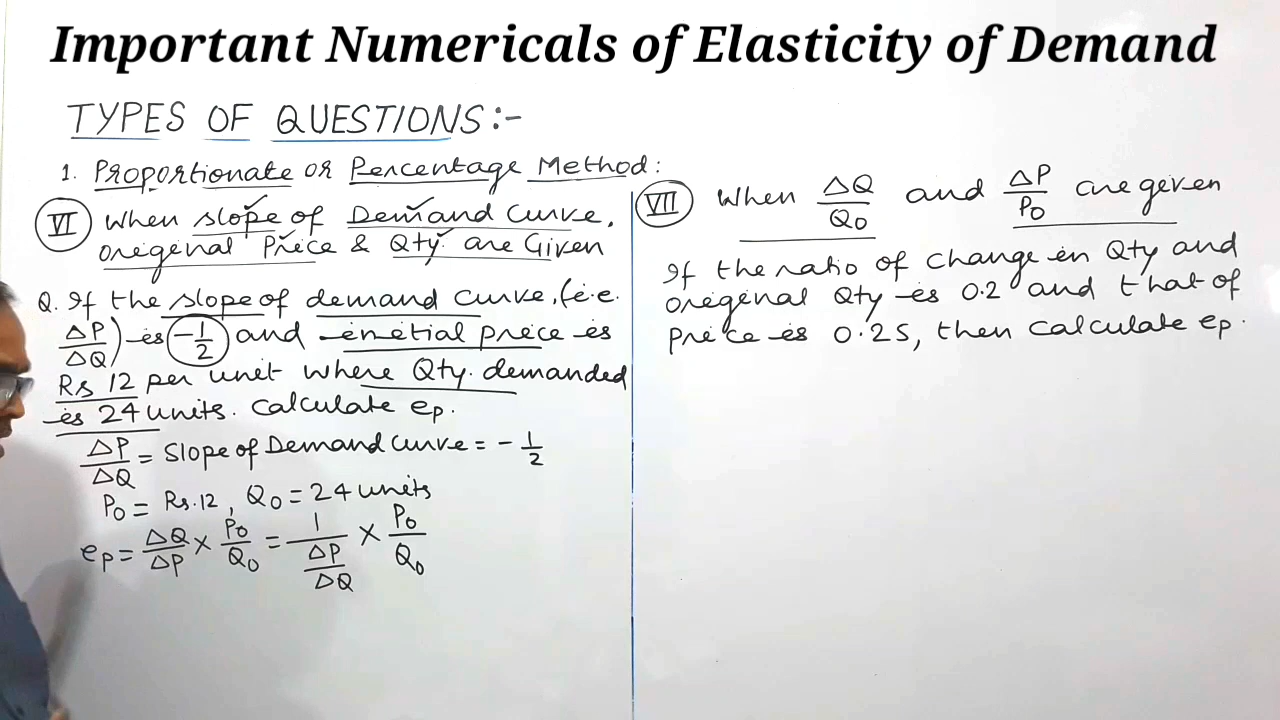 Important Numericals of Elasticity of Demand
TYPES OF QUESTIONS:-
1. Proportionate or Percentage Method:
VI When slope of Demand Curve,
original Price & Qty. are Given
Q. If the slope of demand curve, (i.e.
ΔP/ΔQ) is -1/2 and initial price is
Rs 12 per unit where Qty. demanded
is 24 units. Calculate ep.
ΔP/ΔQ = Slope of Demand Curve = -1/2
P0 = Rs. 12, Q0 = 24 units
ep = ΔQ/ΔP × P0/Q0 = 1/(ΔP/ΔQ) × P0/Q0
VII When ΔQ/Q0 and ΔP/P0 are given
If the ratio of change in Qty and
original Qty is 0.2 and that of
price is 0.25, then calculate ep.